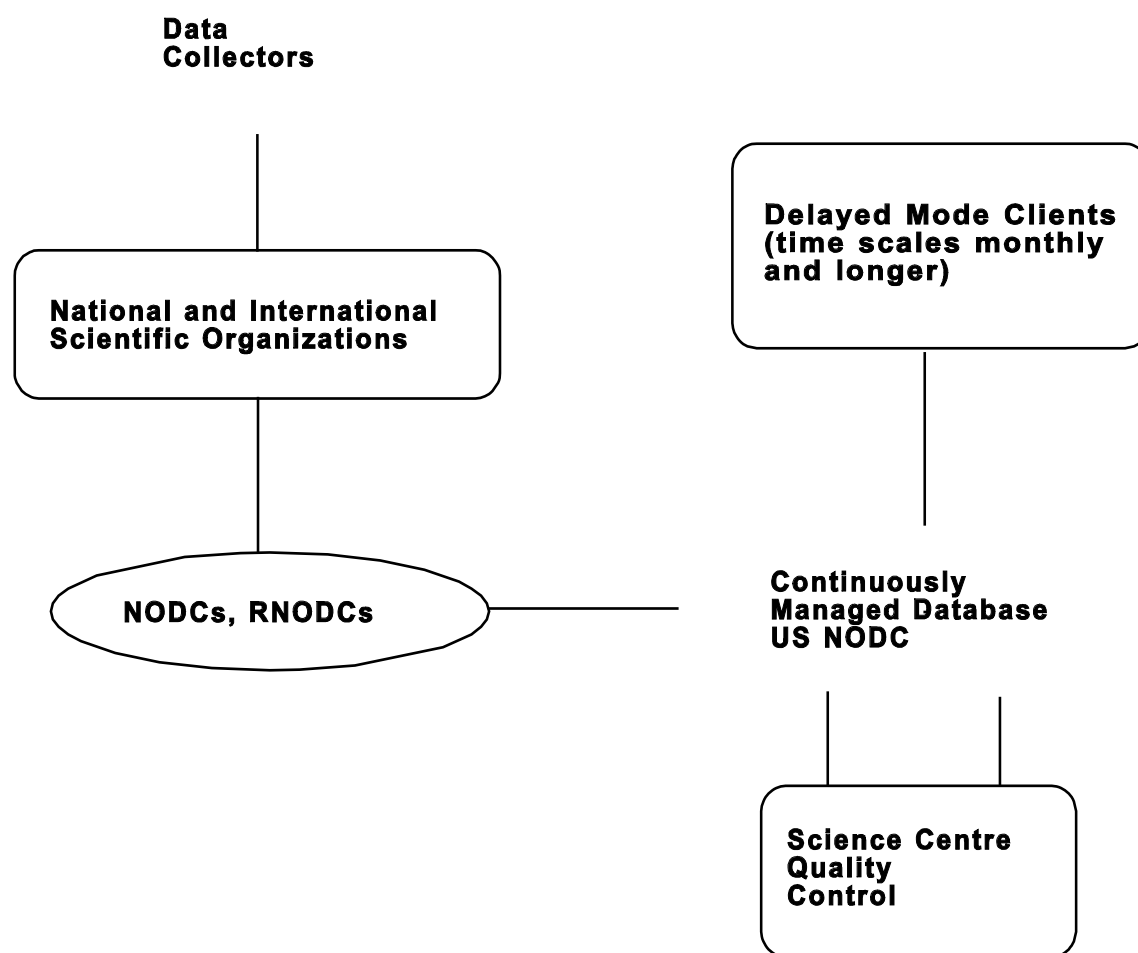 Data
Collectors
National and International
Scientific Organizations
NODCs, RNODCs
Delayed Mode Clients
(time scales monthly
and longer)
Continuously
Managed Database
US NODC
Science Centre
Quality
Control